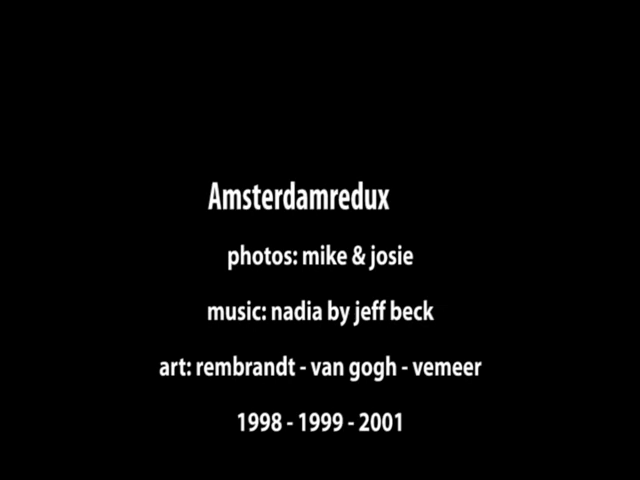 Amsterdamredux
photos: mike & josie
music: nadia by jeff beck
art: rembrandt - van gogh - vemeer
1998 - 1999 - 2001